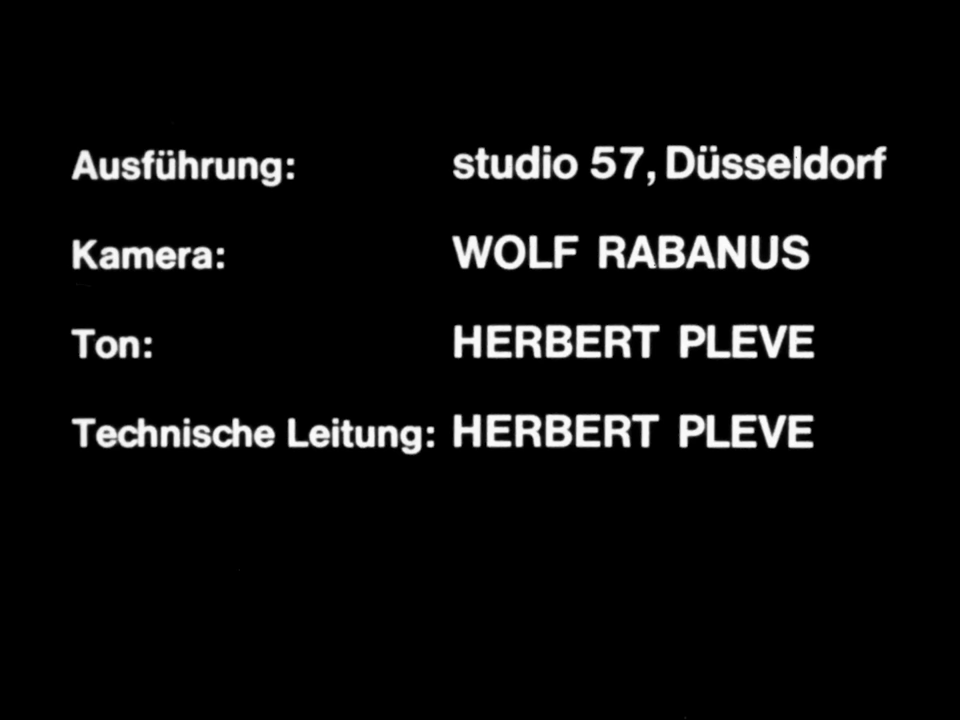 Ausführung: studio 57, Düsseldorf
Kamera: WOLF RABANUS
Ton: HERBERT PLEVE
Technische Leitung: HERBERT PLEVE